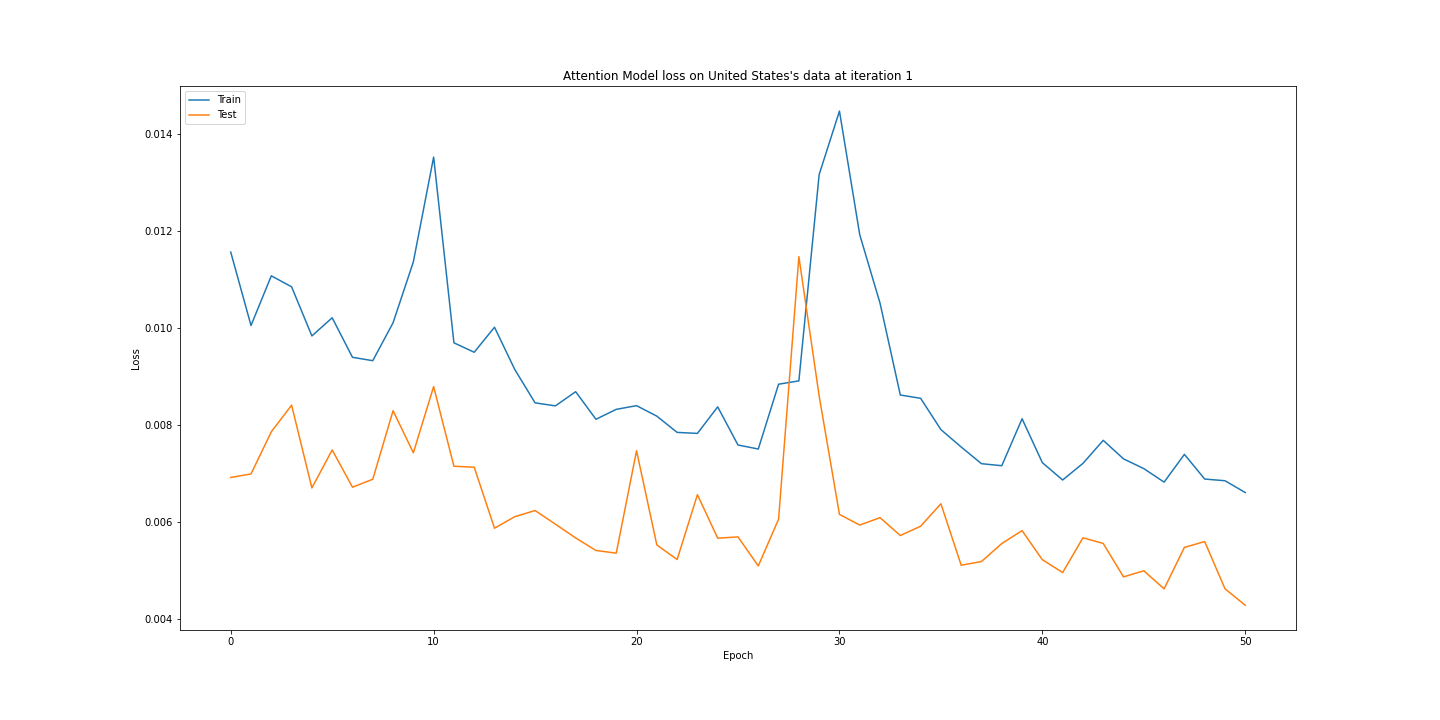 Attention Model loss on United States's data at iteration 1
Train
Test
0.014
0.012
0.010
0.008
0.006
0.004
Loss
0 10 20 30 40 50
Epoch